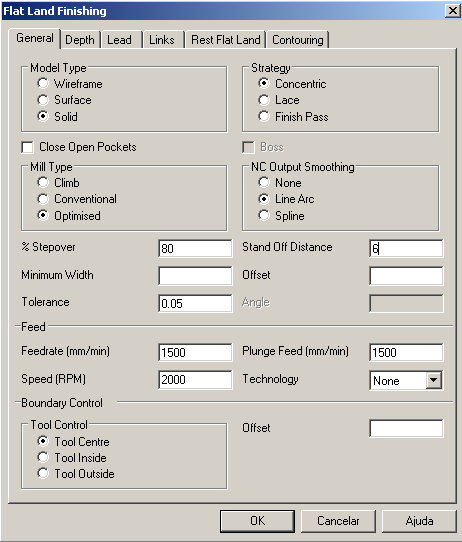 Flat Land Finishing
General Depth Lead Links Rest Flat Land Contouring
Model Type
Wireframe
Surface
Solid
Strategy
Concentric
Lace
Finish Pass
Close Open Pockets
Boss
Mill Type
Climb
Conventional
Optimised
NC Output Smoothing
None
Line Arc
Spline
% Stepover 80 Stand Off Distance 6
Minimum Width Offset
Tolerance 0.05 Angle
Feed
Feedrate (mm/min) 1500 Plunge Feed (mm/min) 1500
Speed (RPM) 2000 Technology None
Boundary Control
Tool Control
Tool Centre
Tool Inside
Tool Outside
Offset
OK Cancelar Ajuda